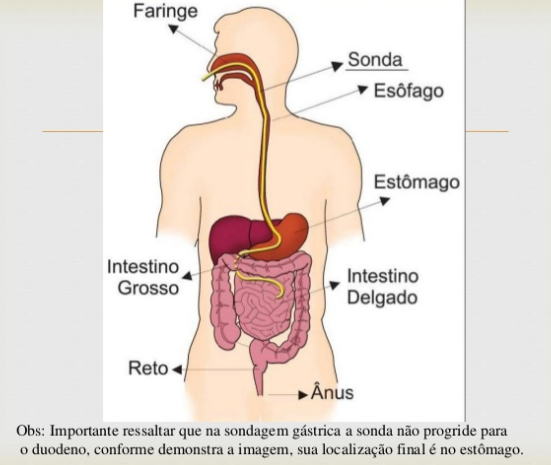 Faringe
Sonda
Esôfago
Estômago
Intestino
Grosso
Intestino
Delgado
Reto
Ânus
Obs: Importante ressaltar que na sondagem gástrica a sonda não progride para
o duodeno, conforme demonstra a imagem, sua localização final é no estômago.